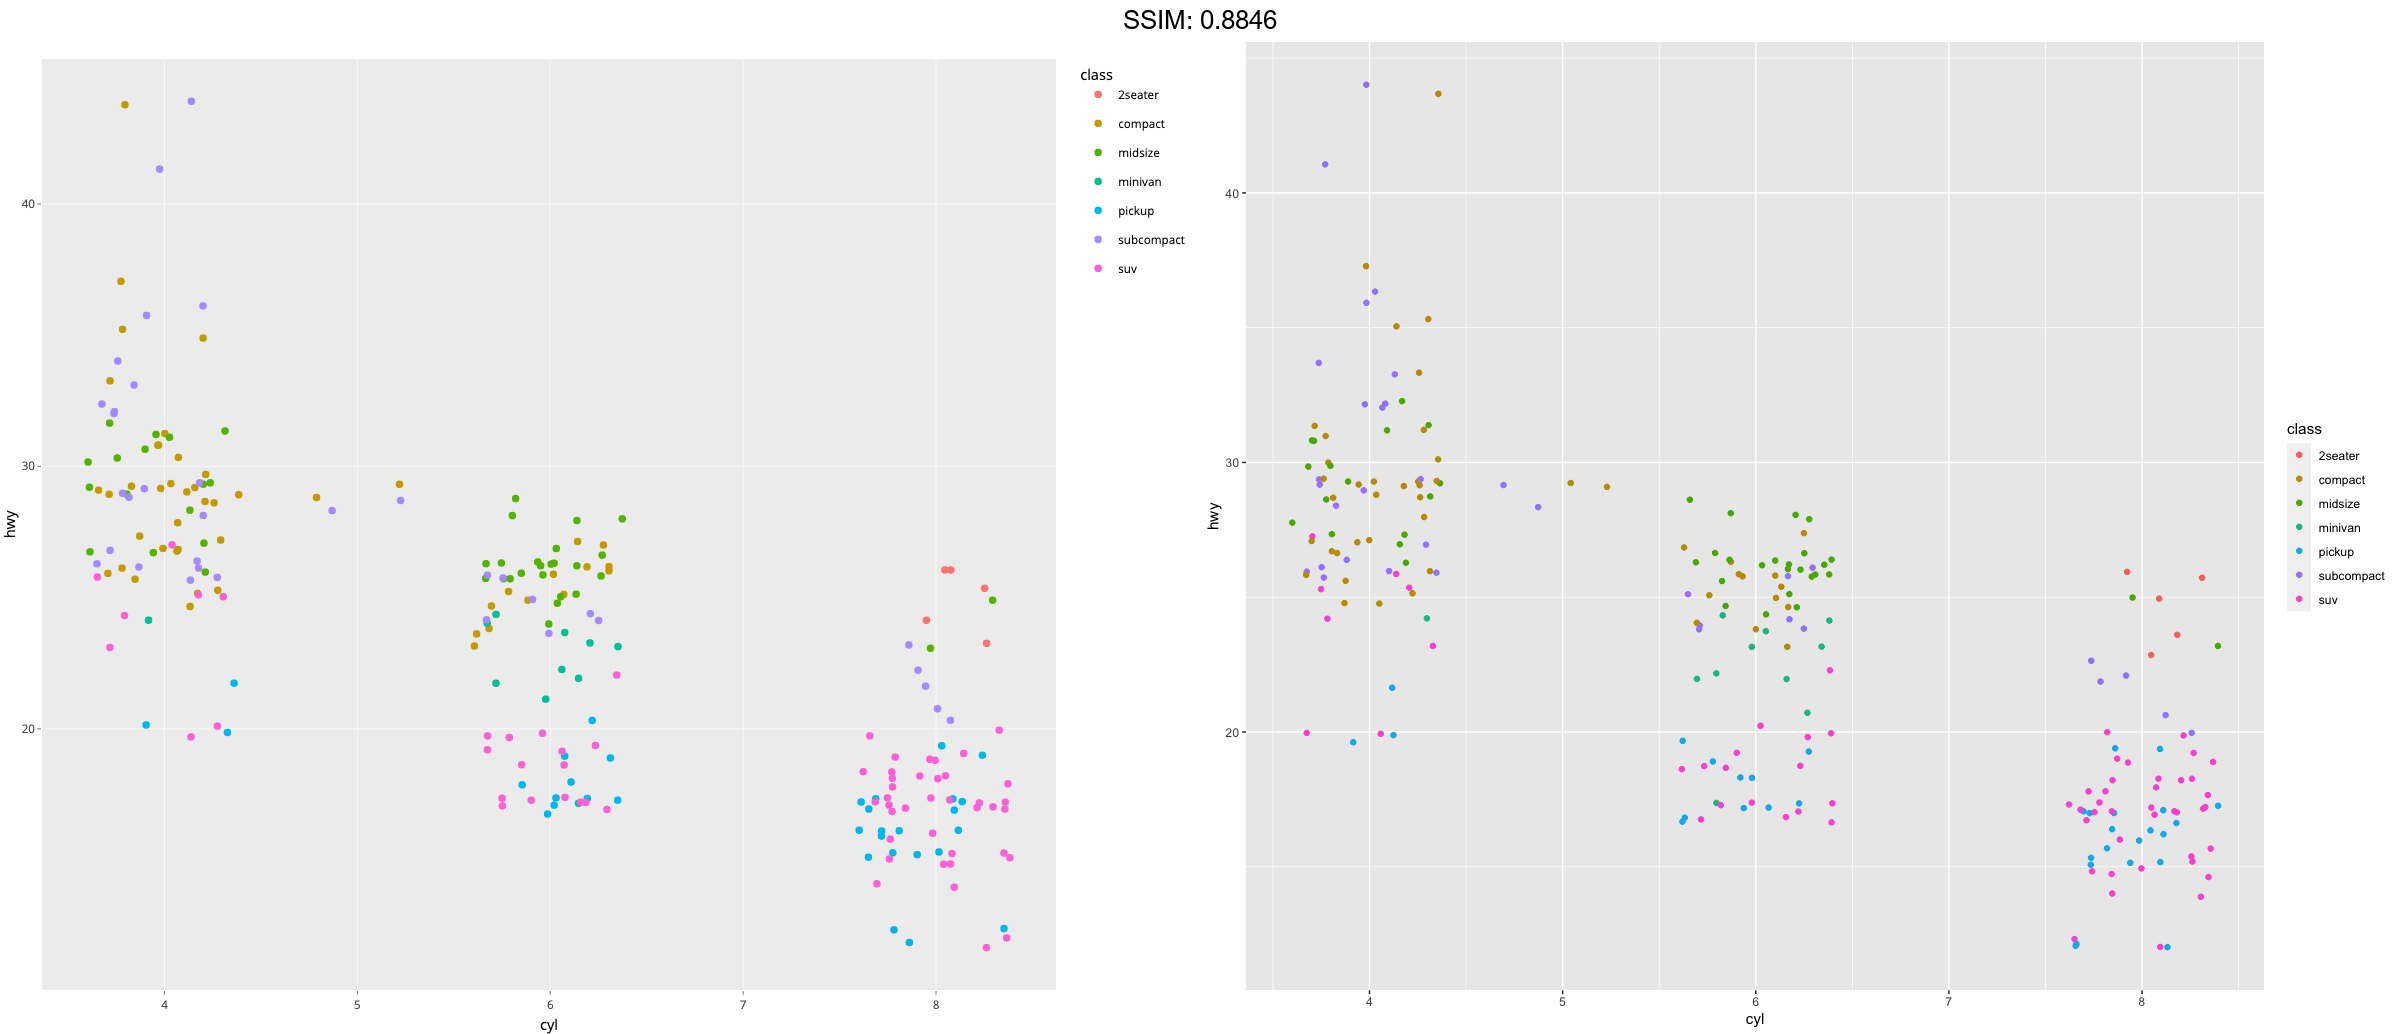 SSIM: 0.8846
hwy
40
30
20
4 5 6 7 8
cyl
class
2seater
compact
midsize
minivan
pickup
subcompact
suv
hwy
40
30
20
4 5 6 7 8
cyl
class
2seater
compact
midsize
minivan
pickup
subcompact
suv